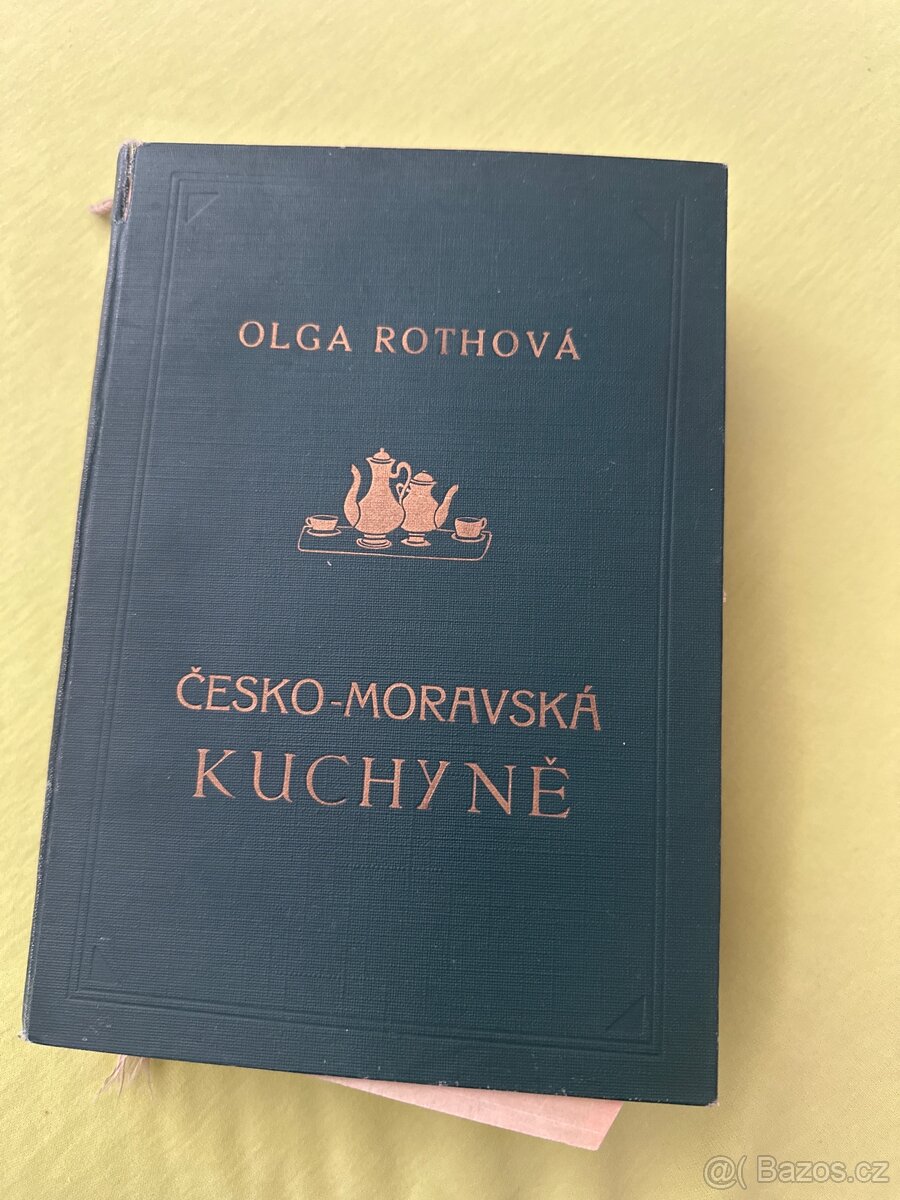 OLGA ROTHOVÁ
ČESKO-MORAVSKÁ
KUCHYNĚ
@( Bazos.cz